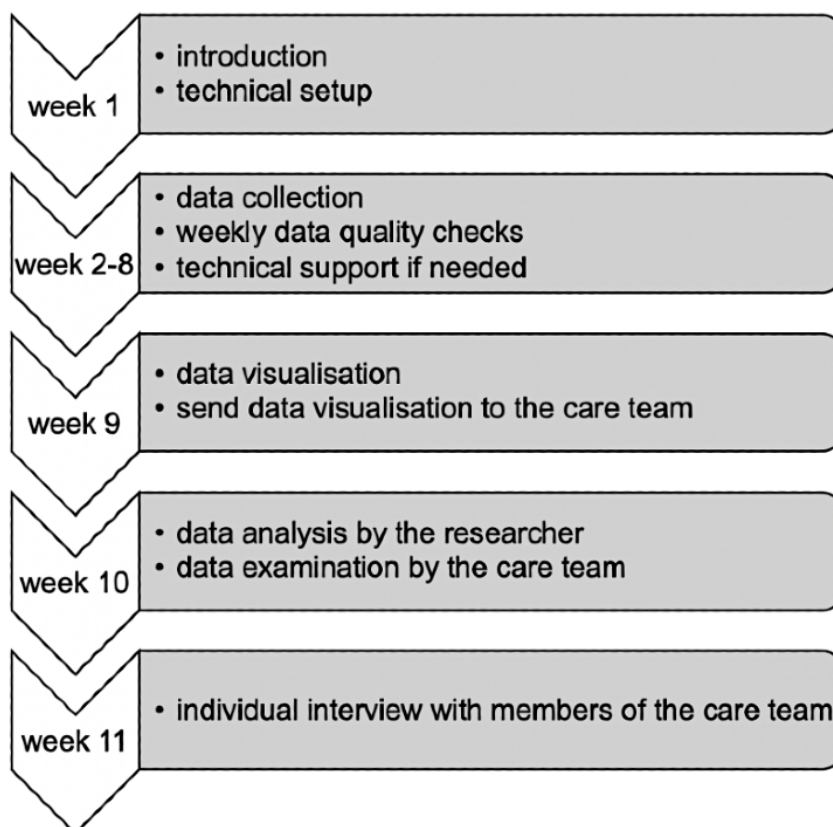 week 1
• introduction
• technical setup
week 2-8
• data collection
• weekly data quality checks
• technical support if needed
week 9
• data visualisation
• send data visualisation to the care team
week 10
• data analysis by the researcher
• data examination by the care team
week 11
• individual interview with members of the care team